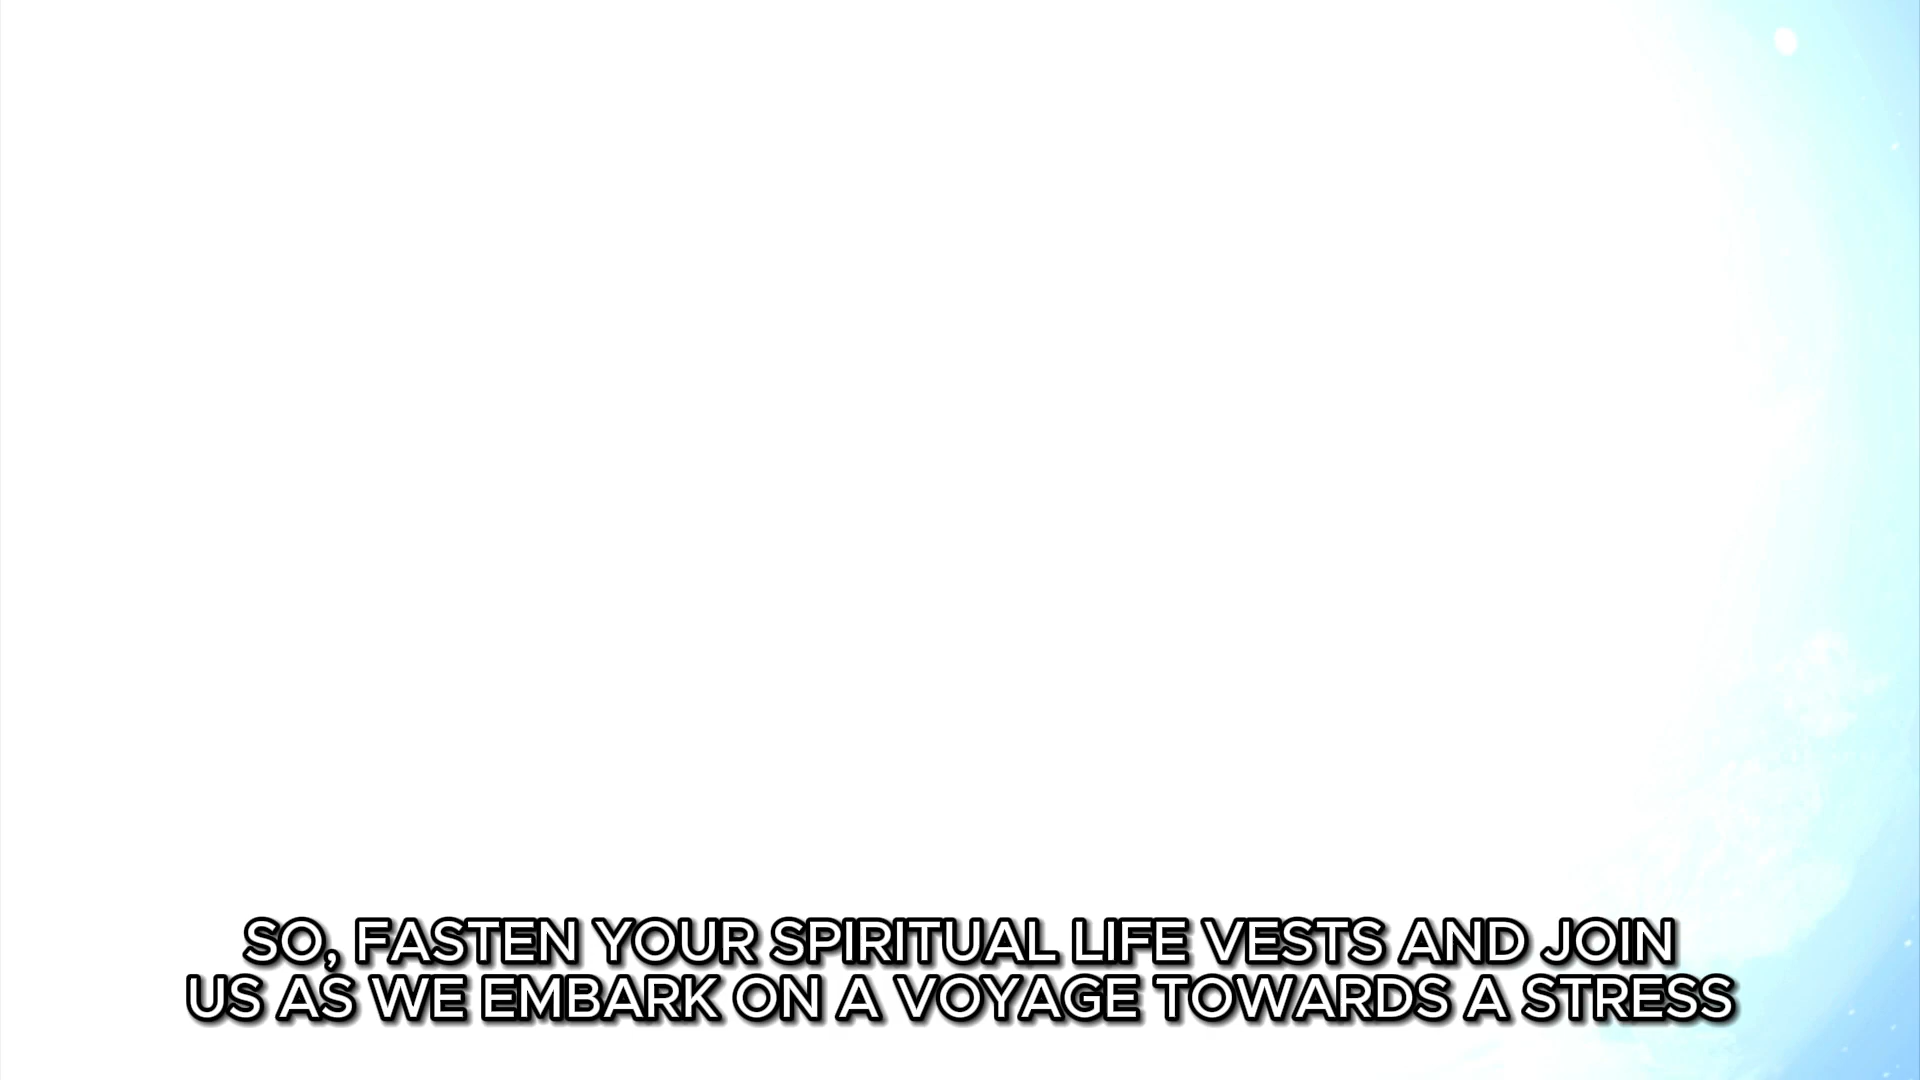 SO, FASTEN YOUR SPIRITUAL LIFE VESTS AND JOIN
US AS WE EMBARK ON A VOYAGE TOWARDS A STRESS